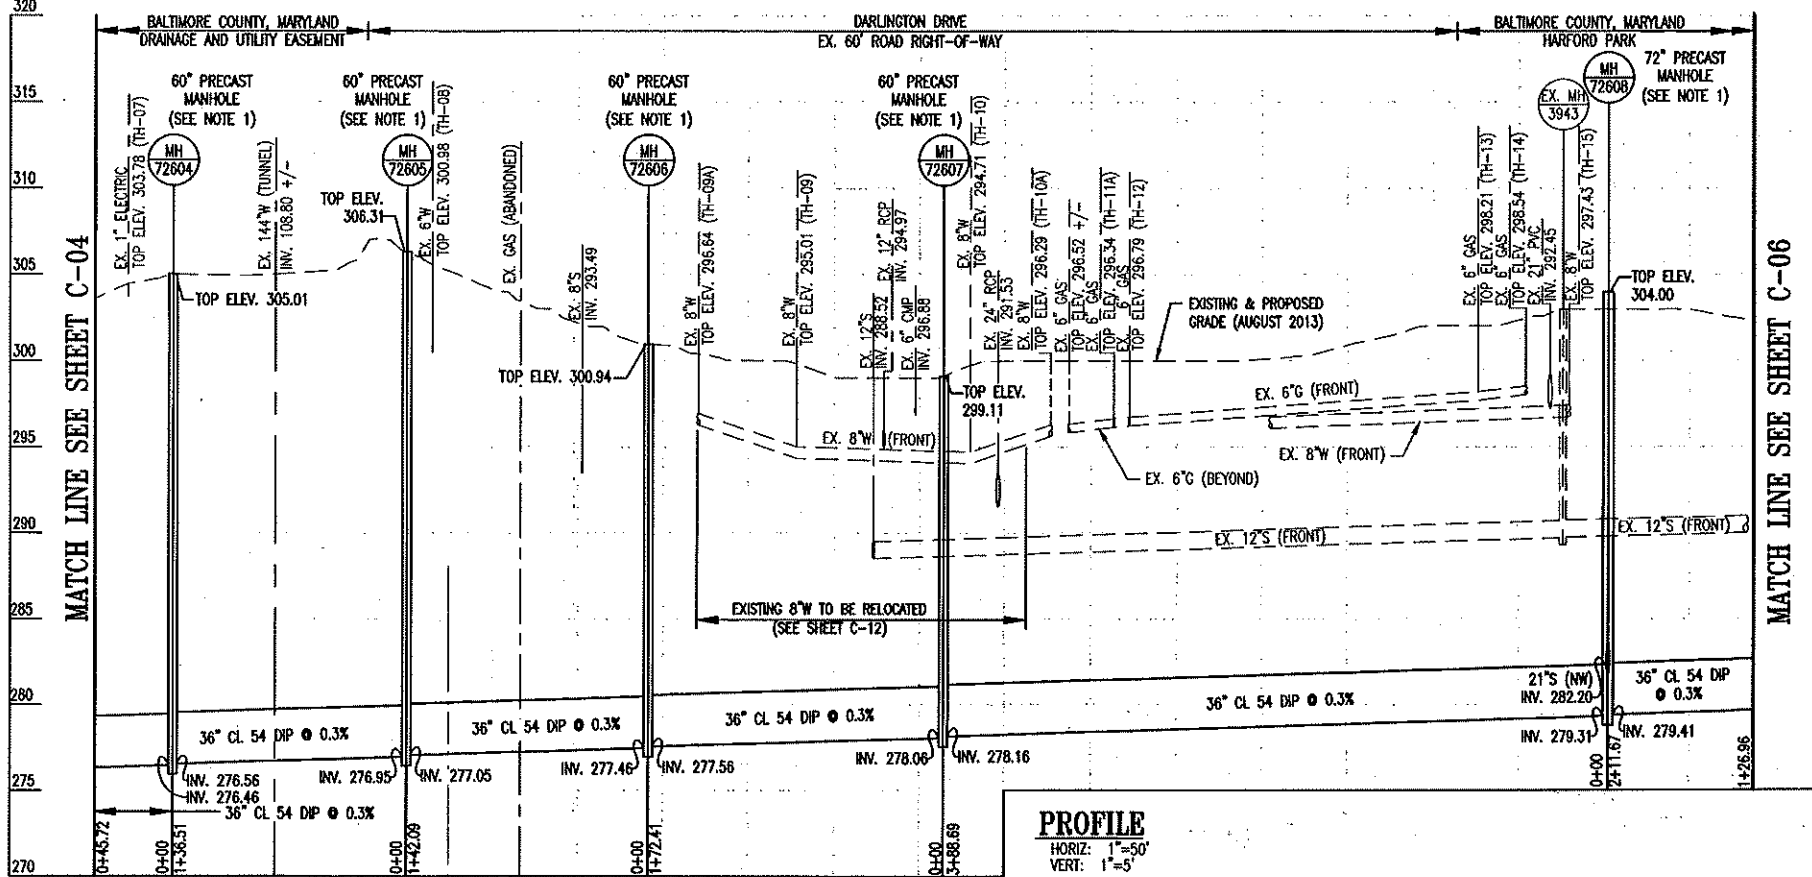 320
315
310
305
300
295
290
285
280
275
270
MATCH LINE SEE SHEET C-04
BALTIMORE COUNTY, MARYLAND
DRAINAGE AND UTILITY EASEMENT
DARLINGTON DRIVE
EX. 60' ROAD RIGHT-OF-WAY
BALTIMORE COUNTY, MARYLAND
HARFORD PARK
60" PRECAST
MANHOLE
(SEE NOTE 1)
MH
72604
60" PRECAST
MANHOLE
(SEE NOTE 1)
MH
72605
60" PRECAST
MANHOLE
(SEE NOTE 1)
MH
72606
60" PRECAST
MANHOLE
(SEE NOTE 1)
MH
72607
EX. MH
3943
MH
72608
72" PRECAST
MANHOLE
(SEE NOTE 1)
EX. 1" ELECTRIC
TOP ELEV. 303.78 (TH-07)
EX. 144"W (TUNNEL)
INV. 108.80 +/-
TOP ELEV.
306.31
EX. 6"W
TOP ELEV. 300.98 (TH-08)
EX. GAS (ABANDONED)
EX. 8"S
INV. 293.49
EX. 8"W
TOP ELEV. 296.64 (TH-09A)
EX. 8"W
TOP ELEV. 295.01 (TH-09)
EX. 12"S
INV. 288.52
EX. 12" RCP
INV. 294.97
EX. 6" CMP
INV. 296.88
EX. 8"W
TOP ELEV. 294.71 (TH-10)
EX. 24" RCP
INV. 291.53
EX. 8"W
TOP ELEV. 296.29 (TH-10A)
EX. 6" GAS
TOP ELEV. 296.52 +/-
EX. 6" GAS
TOP ELEV. 296.34 (TH-11A)
EX. 6" GAS
TOP ELEV. 296.79 (TH-12)
EX. 6" GAS
TOP ELEV. 298.21 (TH-13)
EX. 6" GAS
TOP ELEV. 298.54 (TH-14)
EX. 21" PVC
INV. 292.45
EX. 8"W
TOP ELEV. 297.43 (TH-15)
TOP ELEV. 305.01
TOP ELEV. 300.94
TOP ELEV.
299.11
EXISTING & PROPOSED
GRADE (AUGUST 2013)
TOP ELEV.
304.00
EX. 8"W (FRONT)
EX. 6"G (FRONT)
EX. 8"W (FRONT)
EX. 6"G (BEYOND)
EX. 12"S (FRONT)
EX. 12"S (FRONT)
EXISTING 8"W TO BE RELOCATED
(SEE SHEET C-12)
36" CL 54 DIP @ 0.3%
36" CL 54 DIP @ 0.3%
36" CL 54 DIP @ 0.3%
36" CL 54 DIP @ 0.3%
21"S (NW)
INV. 282.20
36" CL 54 DIP
@ 0.3%
INV. 276.56
INV. 276.46
INV. 276.95
INV. 277.05
INV. 277.46
INV. 277.56
INV. 278.06
INV. 278.16
INV. 279.31
INV. 279.41
36" CL 54 DIP @ 0.3%
0+45.72
0+00
1+36.51
0+00
1+42.09
0+00
1+72.41
0+00
3+88.69
0+00
2+11.67
1+26.96
PROFILE
HORIZ: 1"=50'
VERT: 1"=5'
MATCH LINE SEE SHEET C-06